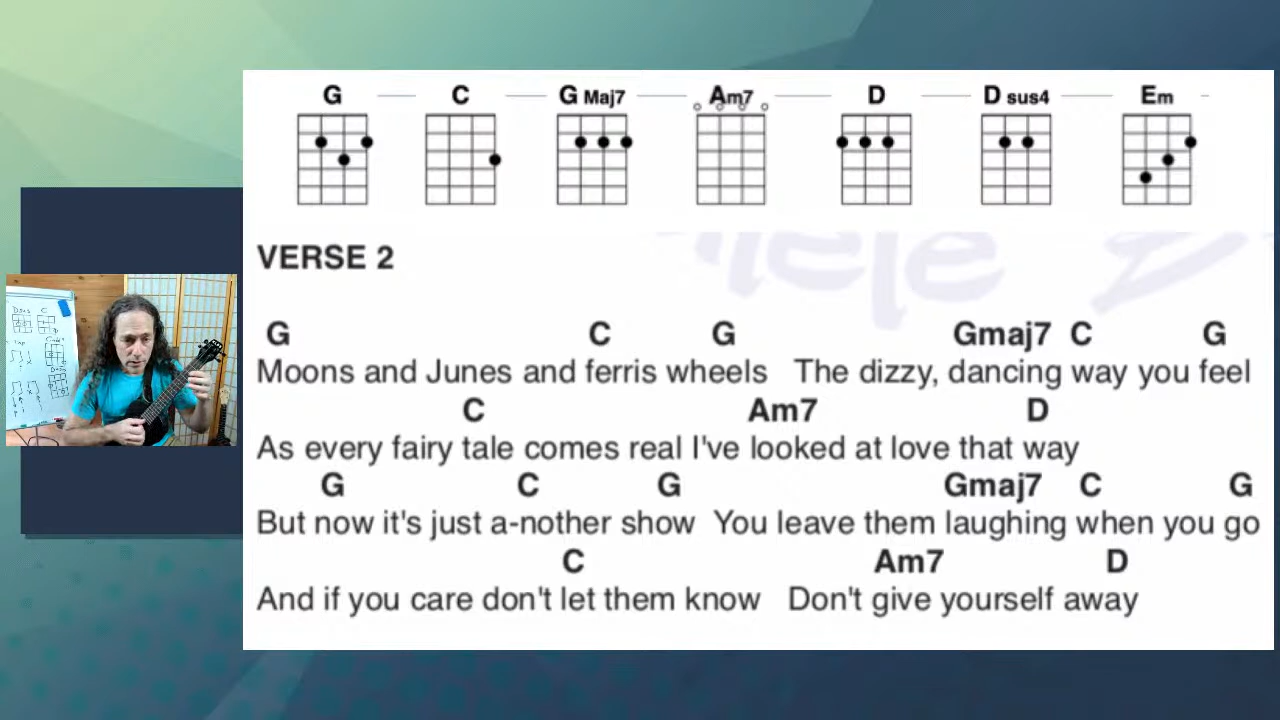 G C G Maj7 Am7 D D sus4 Em
VERSE 2
G C G Gmaj7 C G
Moons and Junes and ferris wheels The dizzy, dancing way you feel
C Am7 D
As every fairy tale comes real I've looked at love that way
G C G Gmaj7 C G
But now it's just a-nother show You leave them laughing when you go
C Am7 D
And if you care don't let them know Don't give yourself away